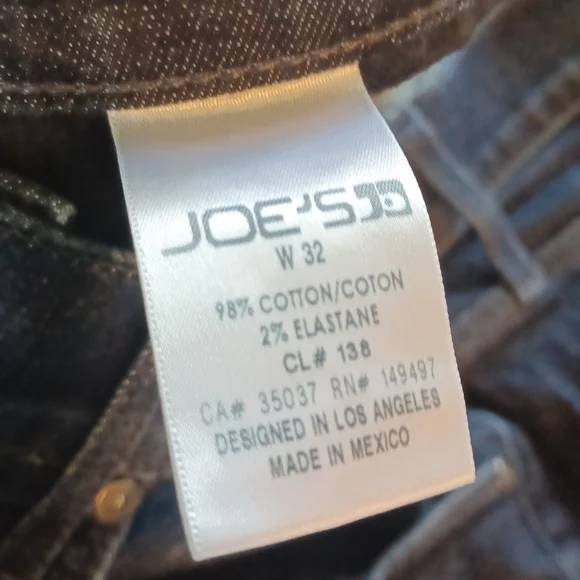 JOE'S
W 32
98% COTTON/COTON
2% ELASTANE
CL# 138
CA# 35037 RN# 149497
DESIGNED IN LOS ANGELES
MADE IN MEXICO